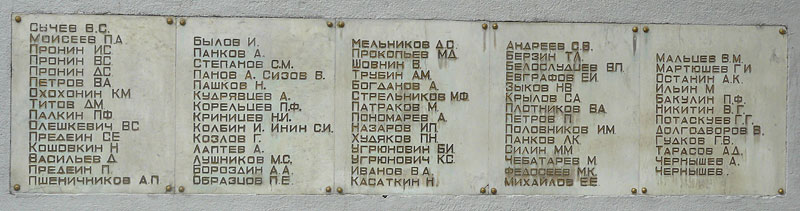 СЫЧЕВ В.С.
МОИСЕЕВ П.А.
ПРОНИН И.С.
ПРОНИН В.С.
ПРОНИН Д.С.
ПЕТРОВ В.А.
ОХОХОНИН К.М.
ТИТОВ Д.М.
ПАЛКИН П.Ф.
ОЛЕШКЕВИЧ В.С.
ПРЕДЕИН С.Е.
КОШОВКИН Н.
ВАСИЛЬЕВ Д.
ПРЕДЕИН П.
ПШЕНИЧНИКОВ А.П.
БЫЛОВ И.
ПАНКОВ А.
СТЕПАНОВ С.М.
ПАНОВ А. СИЗОВ В.
ПАШКОВ Н.
КУДРЯВЦЕВ А.
КОРЕЛЬЦЕВ П.Ф.
КРИНИЦЕВ Н.И.
КОЛБИН И. ИНИН С.И.
КОЗЛОВ Г.
ЛАПТЕВ А.
ЛУШНИКОВ М.С.
БОРОЗДИН А.А.
ОБРАЗЦОВ П.Е.
МЕЛЬНИКОВ Д.О.
ПРОКОПЬЕВ М.Д.
ШОВНИН В.
ТРУБИН А.М.
БОГДАНОВ А.
СТРЕЛЬНИКОВ М.Ф.
ПАТРАКОВ М.
ПОНОМАРЕВ А.
НАЗАРОВ И.П.
ХУДЯКОВ П.Н.
УГРЮНОВИЧ Б.И.
УГРЮНОВИЧ К.С.
ИВАНОВ В.А.
КАСАТКИН Н.
АНДРЕЕВ С.В.
БЕРЗИН Т.Л.
БЕЛОСЛУДЦЕВ В.П.
ЕВГРАФОВ Е.И.
ЗЫКОВ Н.В.
КРЫЛОВ С.А.
ПЛОТНИКОВ В.А.
ПЕТРОВ П.
ПОЛОВНИКОВ И.М.
ПАНКОВ Л.К.
СИЛИН М.М.
ЧЕБАТАРЕВ М.
ФЕДОСЕЕВ М.К.
МИХАЙЛОВ Е.Е.
МАЛЬЦЕВ В.М.
МАРТЮШЕВ Г.И.
ОСТАНИН А.К.
ИЛЬИН М.
БАКУЛИН П.Ф.
НИКИТИН В.Г.
ПОТАСКУЕВ Г.Г.
ДОЛГОДВОРОВ В.
ГУДКОВ Г.В.
ТАРАСОВ А.Д.
ЧЕРНЫШЕВ А.
ЧЕРНЫШЕВ.